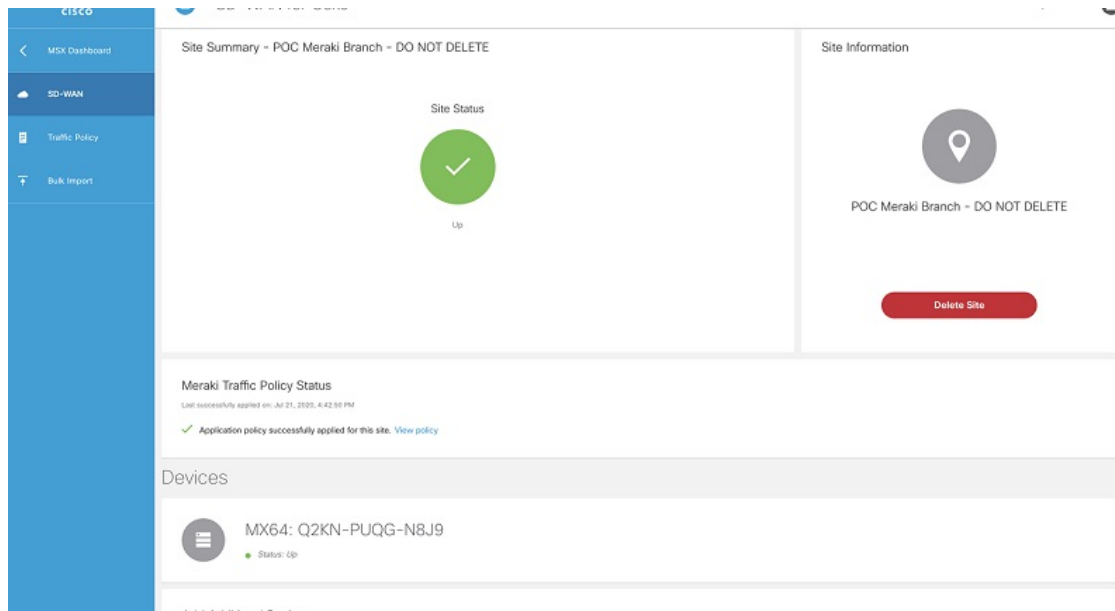 CISCO
MSX Dashboard
SD-WAN
Traffic Policy
Bulk Import
Site Summary - POC Meraki Branch - DO NOT DELETE
Site Status
Up
Site Information
POC Meraki Branch - DO NOT DELETE
Delete Site
Meraki Traffic Policy Status
Last successfully applied on: Jul 21, 2020, 4:42:50 PM
Application policy successfully applied for this site. View policy
Devices
MX64: Q2KN-PUQG-N8J9
Status: Up